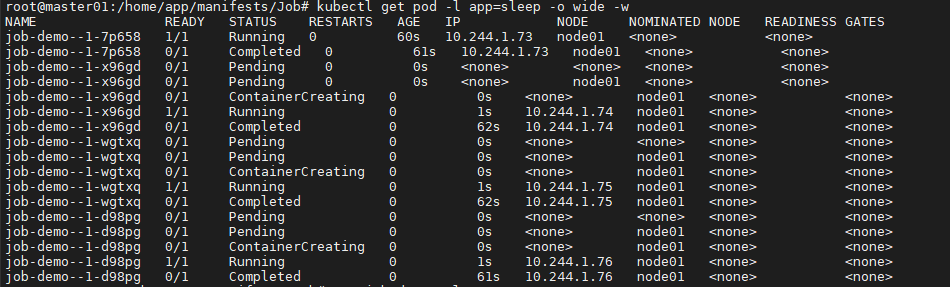 root@master01:/home/app/manifests/Job# kubectl get pod -l app=sleep -o wide -w
NAME READY STATUS RESTARTS AGE IP NODE NOMINATED NODE READINESS GATES
job-demo--1-7p658 1/1 Running 0 60s 10.244.1.73 node01 <none> <none>
job-demo--1-7p658 0/1 Completed 0 61s 10.244.1.73 node01 <none> <none>
job-demo--1-x96gd 0/1 Pending 0 0s <none> <none> <none> <none>
job-demo--1-x96gd 0/1 Pending 0 0s <none> node01 <none> <none>
job-demo--1-x96gd 0/1 ContainerCreating 0 0s <none> node01 <none> <none>
job-demo--1-x96gd 1/1 Running 0 1s 10.244.1.74 node01 <none> <none>
job-demo--1-x96gd 0/1 Completed 0 62s 10.244.1.74 node01 <none> <none>
job-demo--1-wgtxq 0/1 Pending 0 0s <none> <none> <none> <none>
job-demo--1-wgtxq 0/1 Pending 0 0s <none> node01 <none> <none>
job-demo--1-wgtxq 0/1 ContainerCreating 0 0s <none> node01 <none> <none>
job-demo--1-wgtxq 1/1 Running 0 1s 10.244.1.75 node01 <none> <none>
job-demo--1-wgtxq 0/1 Completed 0 62s 10.244.1.75 node01 <none> <none>
job-demo--1-d98pg 0/1 Pending 0 0s <none> <none> <none> <none>
job-demo--1-d98pg 0/1 Pending 0 0s <none> node01 <none> <none>
job-demo--1-d98pg 0/1 ContainerCreating 0 0s <none> node01 <none> <none>
job-demo--1-d98pg 1/1 Running 0 1s 10.244.1.76 node01 <none> <none>
job-demo--1-d98pg 0/1 Completed 0 61s 10.244.1.76 node01 <none> <none>